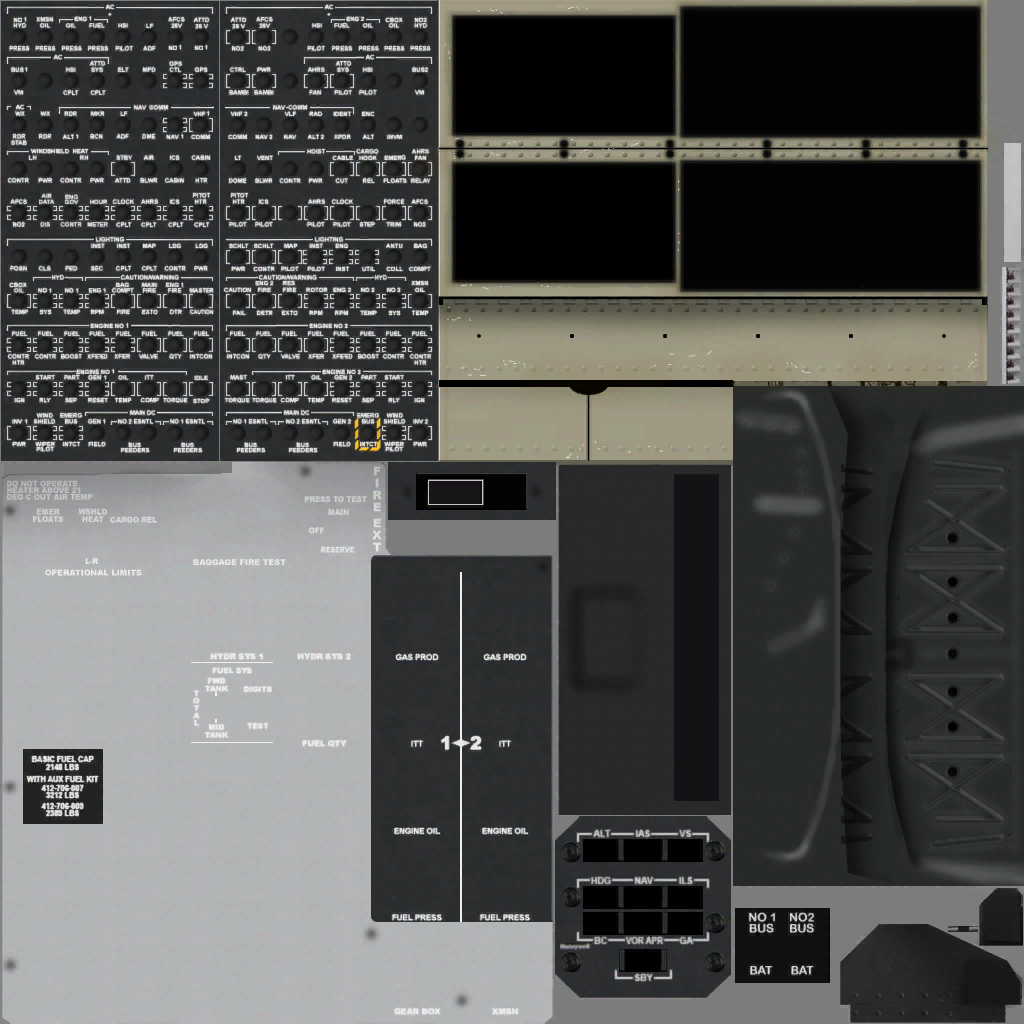 AC
NO 1 XMSN ENG 1 AFCS ATTD
HYD OIL OIL FUEL HSI LF 26V 26 V
PRESS PRESS PRESS PRESS PILOT ADF NO 1 NO 1
AC
BUS1 HSI ATTD SYS ELT MFD GPS CTL GPS
VM CPLT CPLT
AC
WX WX RDR MKR LF NAV COMM VHF1
RDR STAB RDR ALT 1 BCN ADF DME NAV 1 COMM
WINDSHIELD HEAT
LH RH STBY AIR ICS CABIN
CONTR PWR CONTR PWR ATTD BLWR CABIN HTR
AFCS AIR DATA ENG GOV HOUR CLOCK AHRS ICS PITOT HTR
NO2 DIS CONTR METER CPLT CPLT CPLT CPLT
LIGHTING
INST INST MAP LDG LDG
POSN CLS PED SEC CPLT CPLT CONTR PWR
HYD CAUTION/WARNING
CBOX OIL NO 1 NO 1 ENG 1 BAG COMPT MAIN FIRE ENG 1 FIRE MASTER
TEMP SYS TEMP RPM FIRE EXTO DTR CAUTION
ENGINE NO 1
FUEL FUEL FUEL FUEL FUEL FUEL FUEL FUEL
CONTR HTR CONTR BOOST XFEED XFER VALVE QTY INTCON
ENGINE NO 1
START PART GEN 1 OIL ITT IDLE
IGN RLY SEP RESET TEMP COMP TORQUE STOP
MAIN DC
INV 1 WIND SHIELD EMERG BUS GEN 1 NO 2 ESNTL NO 1 ESNTL
PWR WIPER PILOT INTCT FIELD BUS FEEDERS BUS FEEDERS
AC
ATTD AFCS ENG 2 CBOX NO2
26 V 26V HSI FUEL OIL OIL HYD
NO2 NO2 PILOT PRESS PRESS PRESS PRESS
AC
CTRL PWR AHRS ATTD SYS HSI BUS2
BAMBI BAMBI FAN PILOT PILOT VM
NAV-COMM
VHF 2 VLF RAD IDENT ENC
COMM NAV 2 NAV ALT 2 XPDR ALT INVM
LT VENT HOIST CABLE CARGO HOOK EMERG AHRS FAN
DOME BLWR CONTR PWR CUT REL FLOATS RELAY
PITOT HTR ICS AHRS CLOCK FORCE AFCS
PILOT PILOT PILOT PILOT STEP TRIM NO2
LIGHTING
SCHLT SCHLT MAP INST ENG ANTU BAG
PWR CONTR PILOT PILOT INST UTIL COLL COMPT
CAUTION/WARNING HYD
CAUTION ENG 2 FIRE RES FIRE ROTOR ENG 2 NO 2 NO 2 XMSN OIL
FAIL DETR EXTO RPM RPM TEMP SYS TEMP
ENGINE NO 2
FUEL FUEL FUEL FUEL FUEL FUEL FUEL FUEL
INTCON QTY VALVE XFER XFEED BOOST CONTR CONTR HTR
ENGINE NO 2
MAST ITT OIL GEN 2 PART START
TORQUE TORQUE COMP TEMP RESET SEP RLY IGN
MAIN DC
NO 1 ESNTL NO 2 ESNTL GEN 2 EMERG BUS WIND SHIELD INV 2
BUS FEEDERS BUS FEEDERS FIELD INTCT WIPER PILOT PWR
DO NOT OPERATE
HEATER ABOVE 21
DEG C OUT AIR TEMP
EMER FLOATS
WSHLD HEAT
CARGO REL
PRESS TO TEST
MAIN
OFF
RESERVE
FIRE EXT
L-R
OPERATIONAL LIMITS
BAGGAGE FIRE TEST
HYDR SYS 1 HYDR SYS 2
FUEL SYS
FWD TANK DIGITS
TOTAL
MID TANK TEST
FUEL QTY
BASIC FUEL CAP
2148 LBS
WITH AUX FUEL KIT
412-706-007
3212 LBS
412-706-009
2385 LBS
GAS PROD GAS PROD
ITT 1 2 ITT
ENGINE OIL ENGINE OIL
FUEL PRESS FUEL PRESS
GEAR BOX XMSN
ALT IAS VS
HDG NAV ILS
BC VOR APR GA
Honeywell
SBY
NO 1 BUS NO2 BUS
BAT BAT